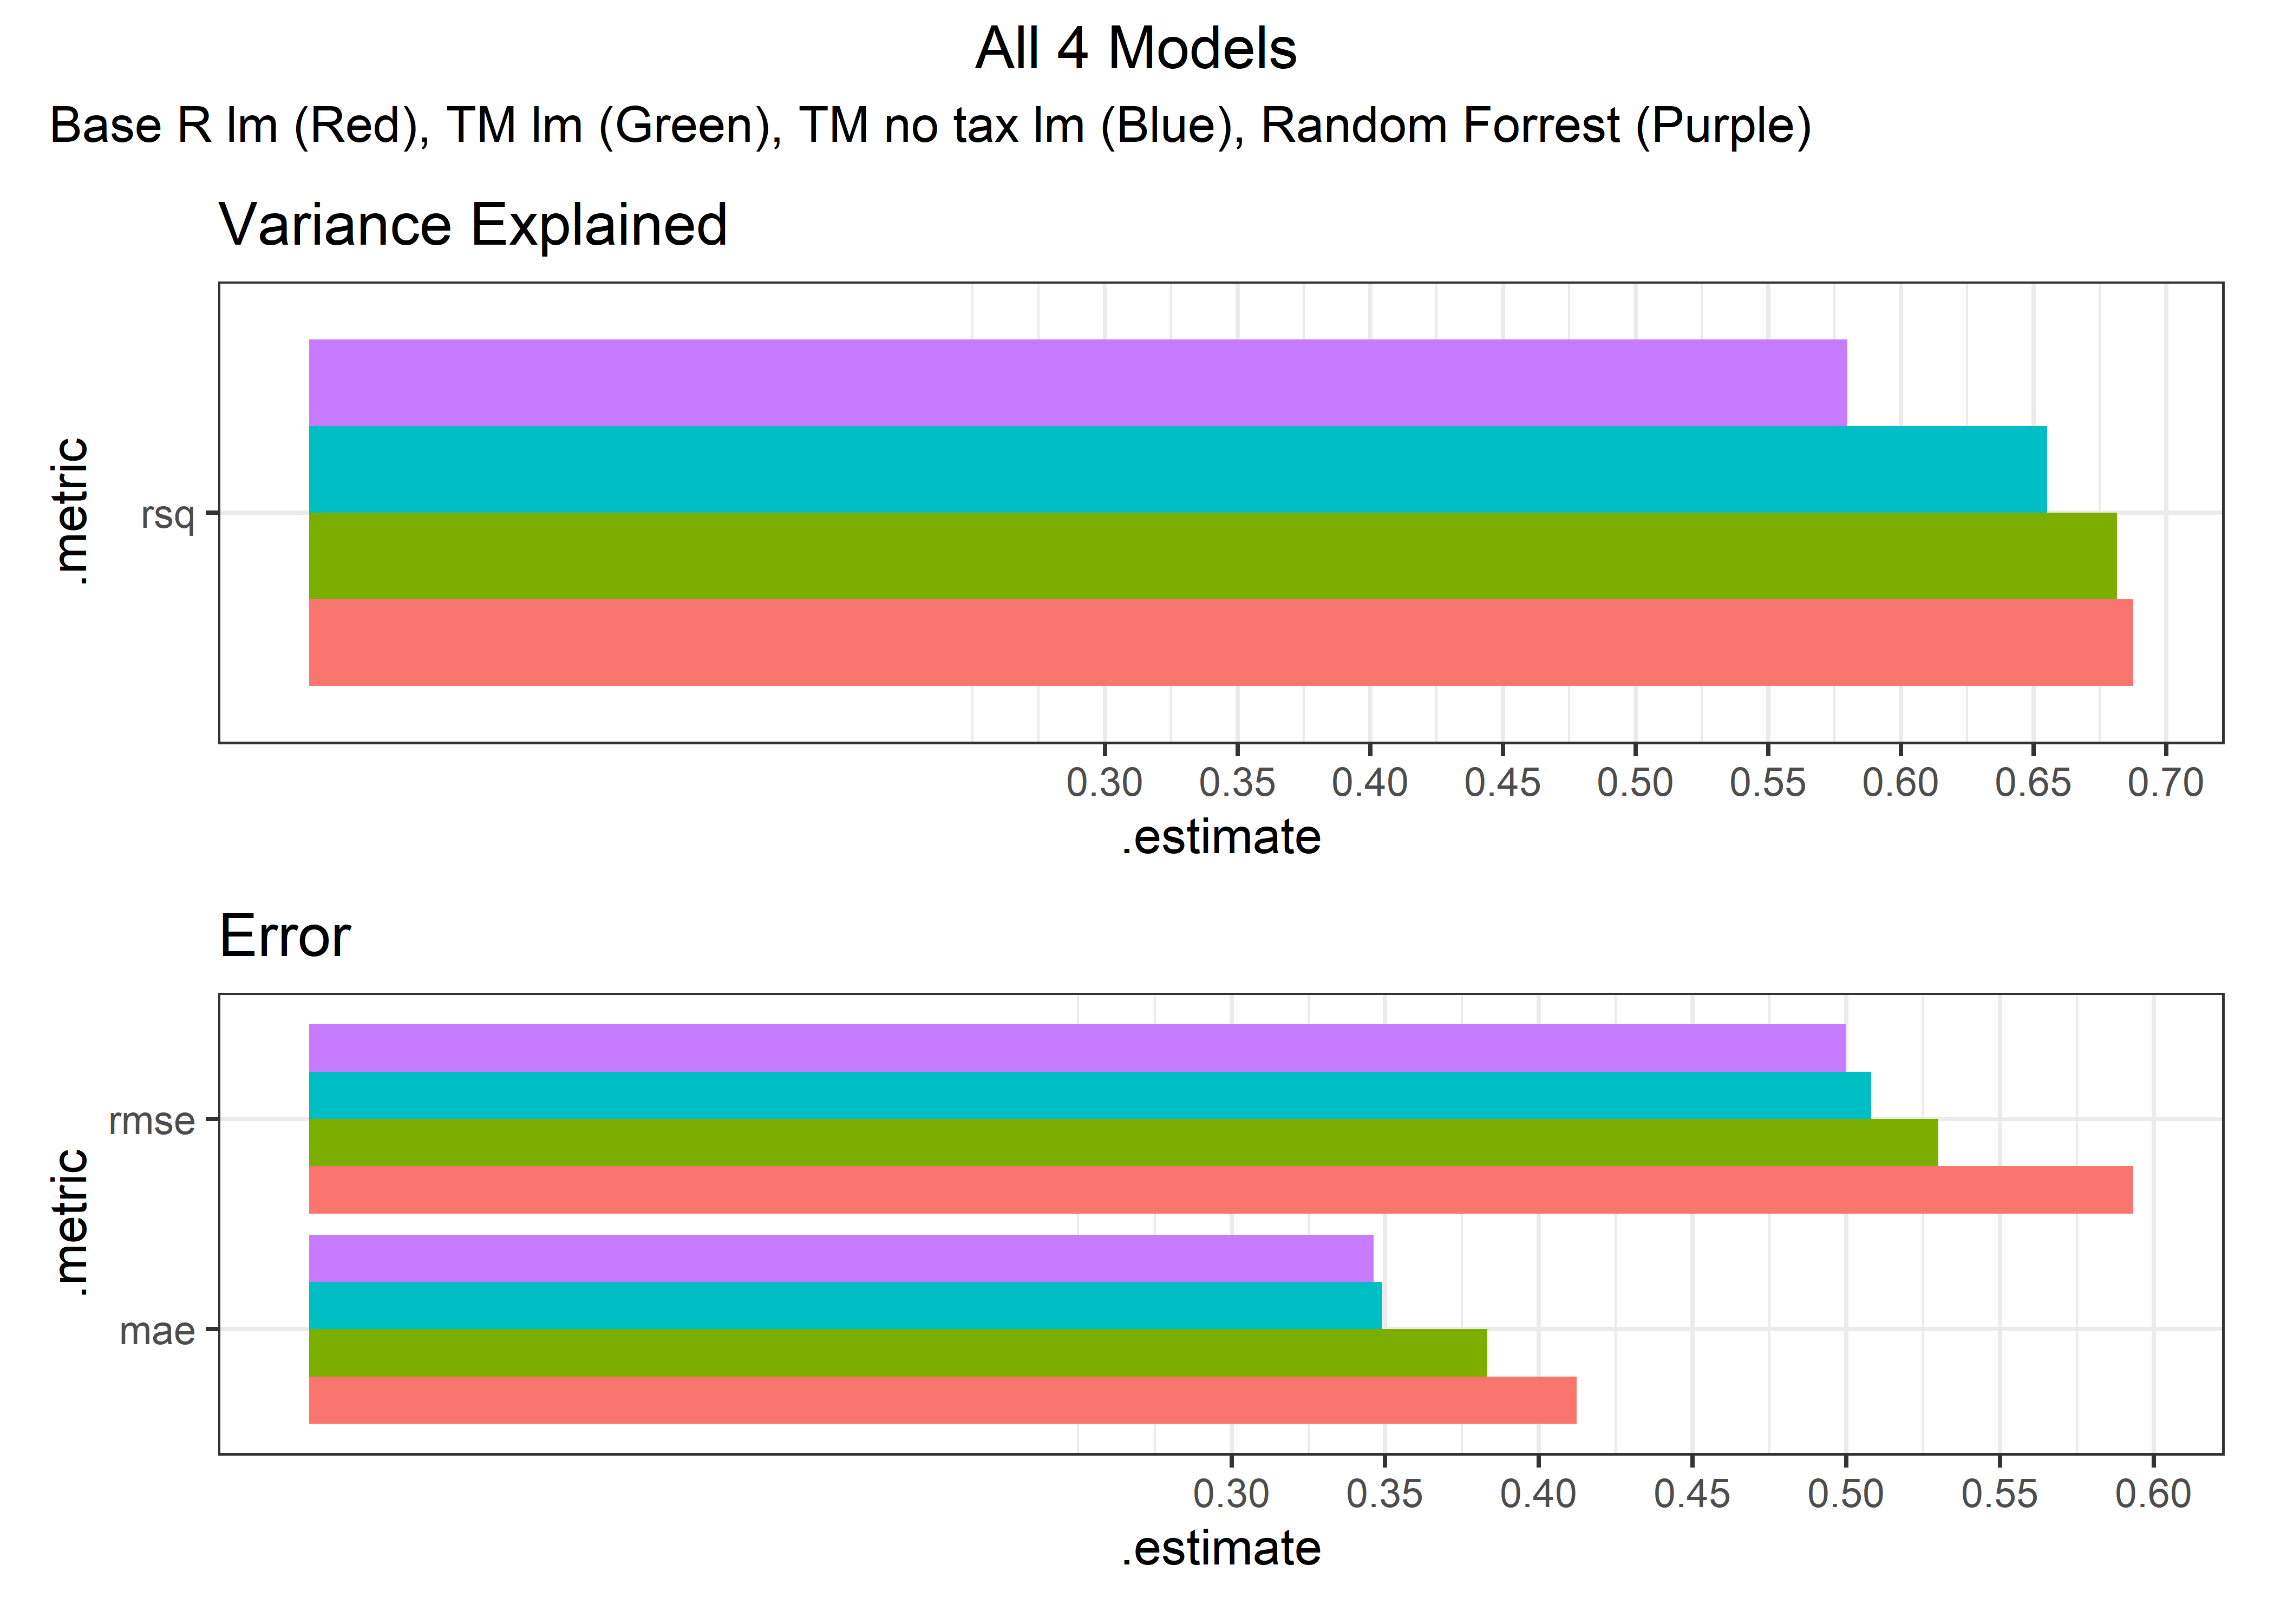 All 4 Models
Base R lm (Red), TM lm (Green), TM no tax lm (Blue), Random Forrest (Purple)
Variance Explained
.metric
rsq
0.30 0.35 0.40 0.45 0.50 0.55 0.60 0.65 0.70
.estimate
Error
.metric
rmse
mae
0.30 0.35 0.40 0.45 0.50 0.55 0.60
.estimate